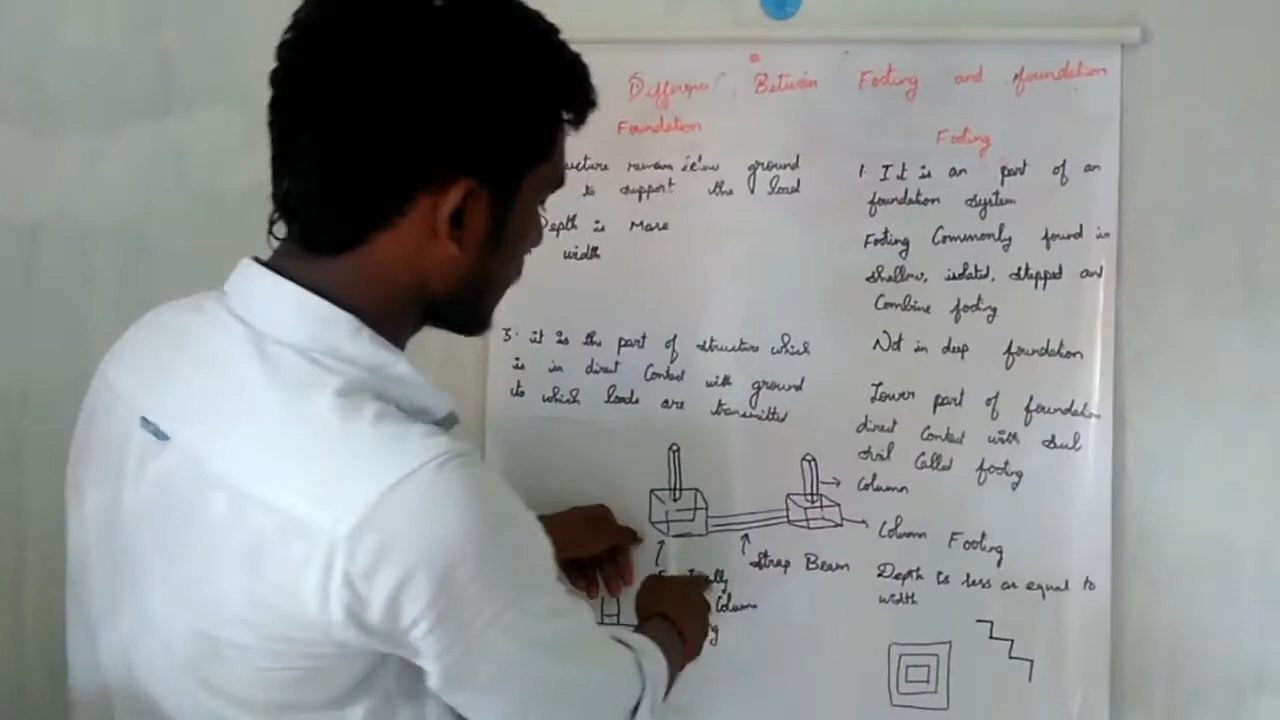 Difference Between Footing and foundation
Foundation
ground
to support the load
Depth is More
width
3. it is the part of structure which
is in direct Contact with ground
to which loads are transmitted
Strap Beam
Column
Footing
1. It is an part of an
foundation system
Footing Commonly found in
shallow, isolated, stepped and
Combine footing
Not in deep foundation
Lower part of foundation
direct Contact with Sub
Soil Called footing
Column
Column Footing
Depth is less or equal to
width